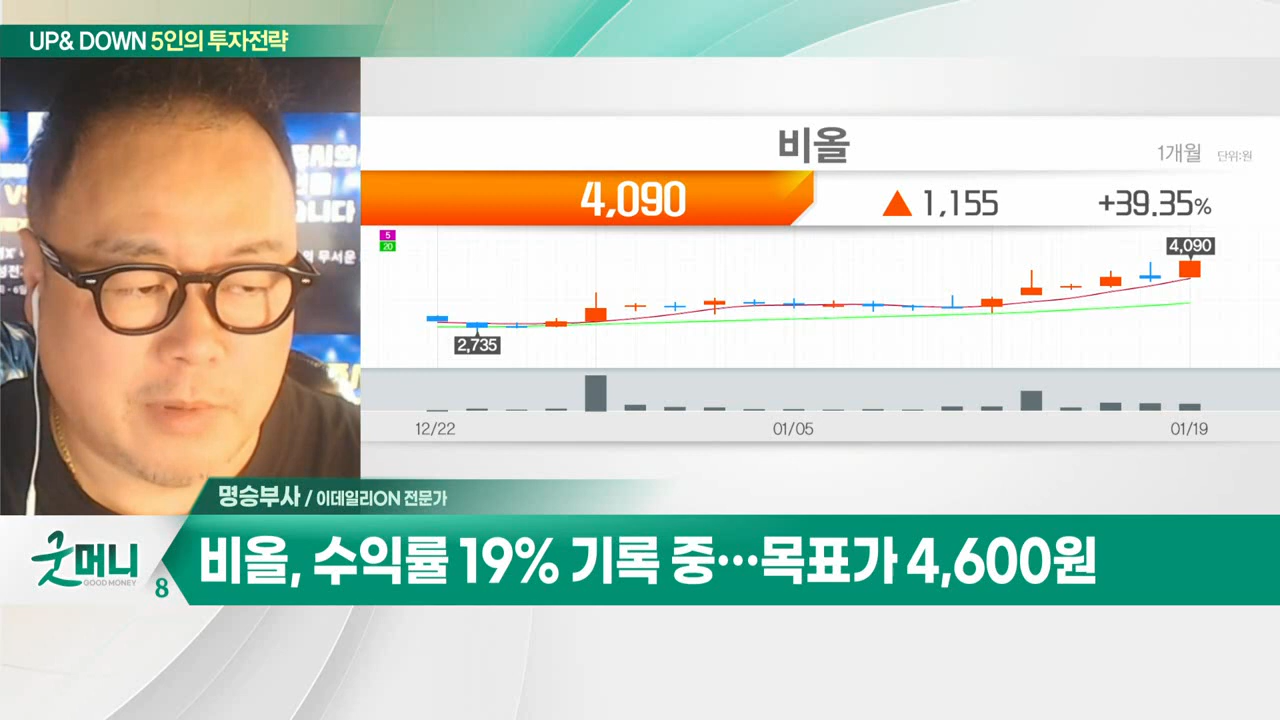 UP& DOWN 5인의 투자전략
비올
1개월 단위:원
4,090 ▲ 1,155 +39.35%
5
20
4,090
2,735
12/22 01/05 01/19
명승부사 / 이데일리ON 전문가
굿머니
GOOD MONEY
8
비올, 수익률 19% 기록 중…목표가 4,600원